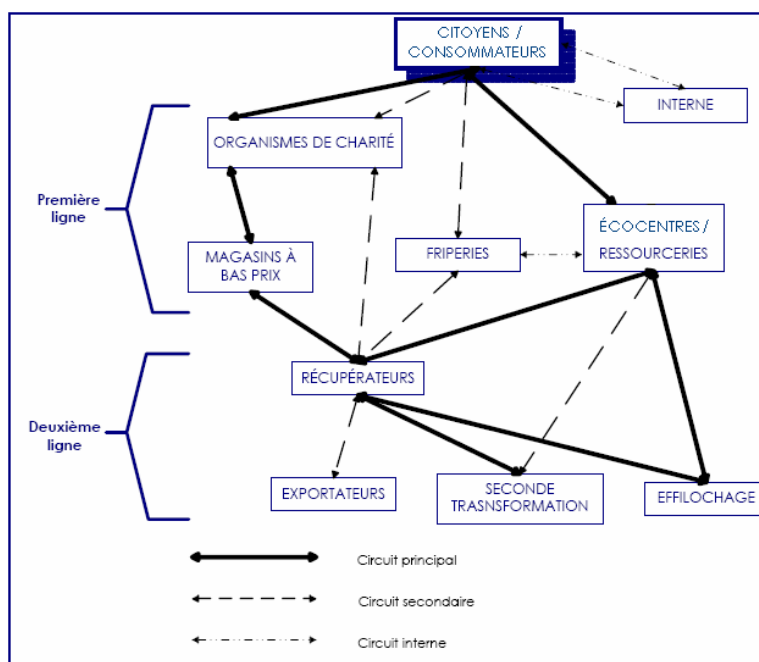 CITOYENS /
CONSOMMATEURS
INTERNE
ORGANISMES DE CHARITÉ
Première
ligne
ÉCOCENTRES /
RESSOURCERIES
MAGASINS À
BAS PRIX
FRIPERIES
RÉCUPÉRATEURS
Deuxième
ligne
EXPORTATEURS
SECONDE
TRASNSFORMATION
EFFILOCHAGE
Circuit principal
Circuit secondaire
Circuit interne